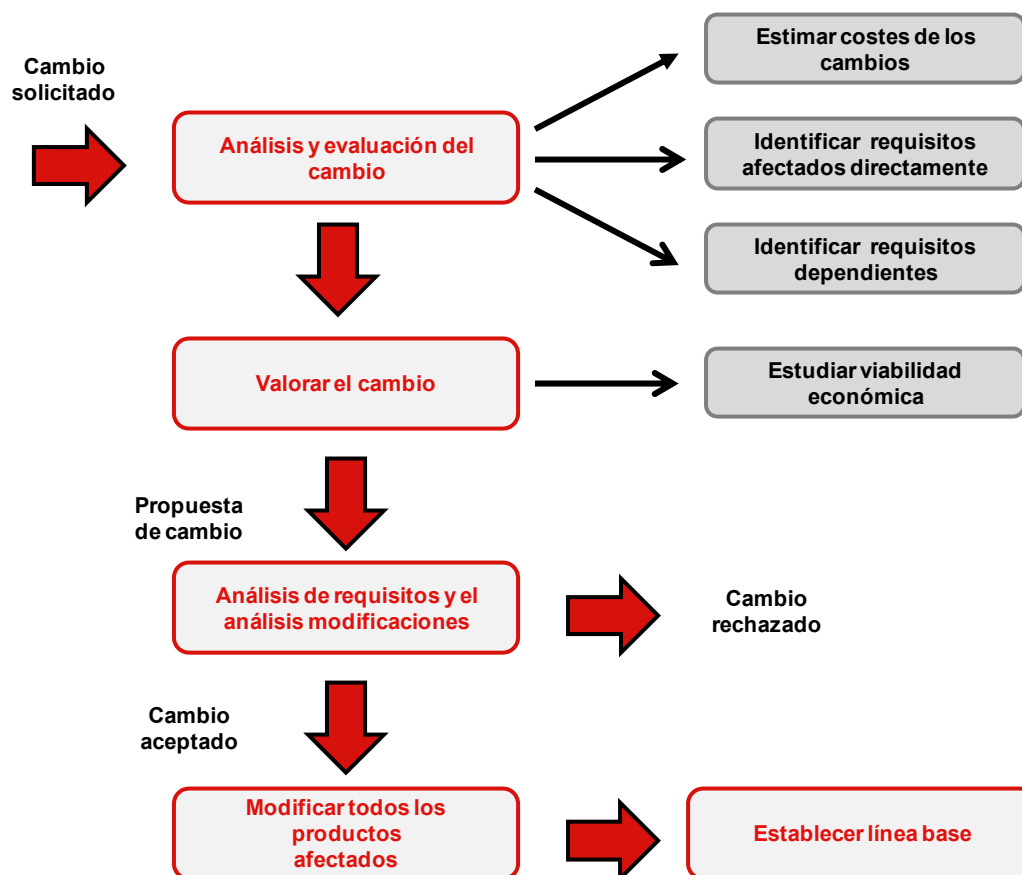 Cambio
solicitado
Análisis y evaluación del
cambio
Estimar costes de los
cambios
Identificar requisitos
afectados directamente
Identificar requisitos
dependientes
Valorar el cambio
Estudiar viabilidad
económica
Propuesta
de cambio
Análisis de requisitos y el
análisis modificaciones
Cambio
rechazado
Cambio
aceptado
Modificar todos los
productos
afectados
Establecer línea base